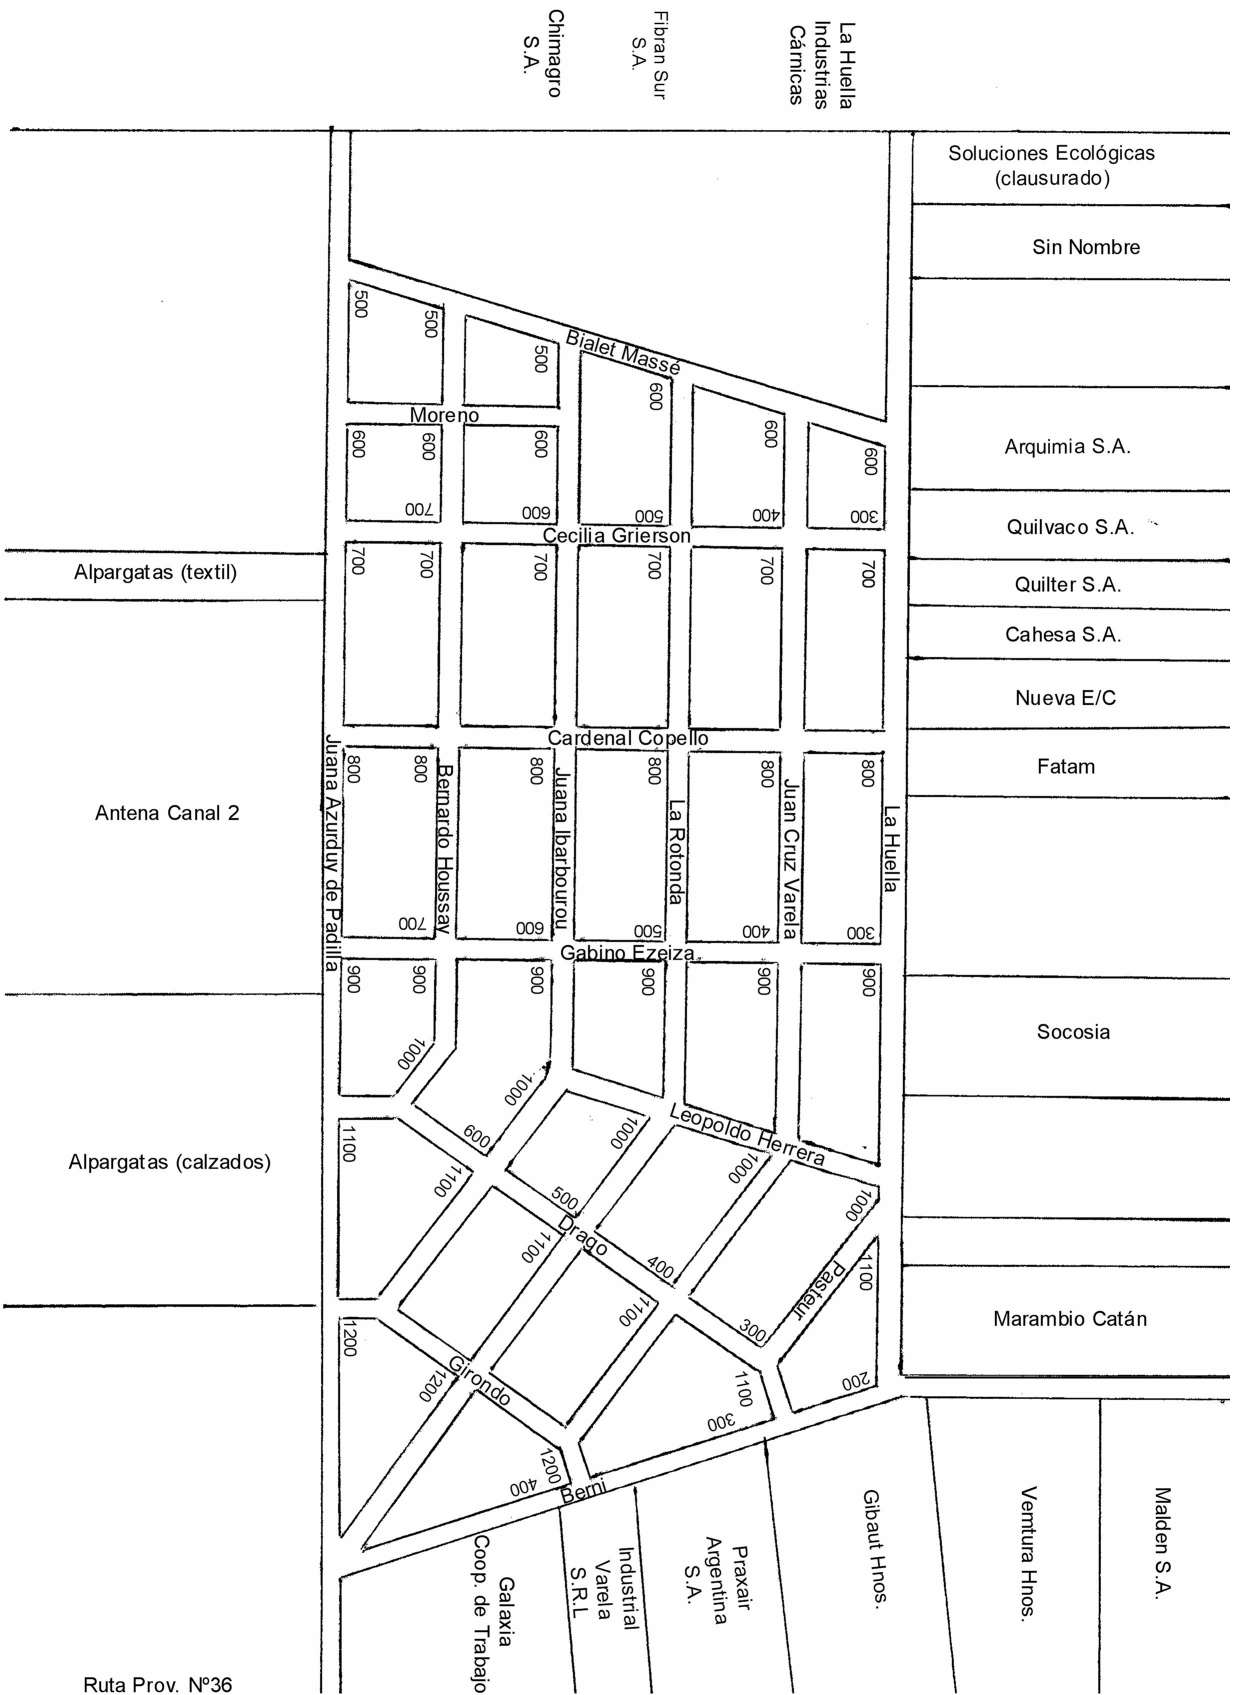 Chimagro
S.A.
Fibran Sur
S.A.
La Huella
Industrias
Cárnicas
Soluciones Ecológicas
(clausurado)
Sin Nombre
500
500
500
Bialet Massé
600
600
600
Moreno
600
600
600
700
600
500
400
300
Arquimia S.A.
Quilvaco S.A.
Cecilia Grierson
Alpargatas (textil)
700
700
700
700
700
700
Quilter S.A.
Cahesa S.A.
Nueva E/C
Cardenal Copello
Fatam
800
800
800
800
800
800
Antena Canal 2
Juana Azurduy de Padilla
Bernardo Houssay
Juana Ibarbourou
La Rotonda
Juan Cruz Varela
La Huella
700
600
500
400
300
Gabino Ezeiza
900
900
900
900
900
900
Socosia
1000
1000
1000
Leopoldo Herrera
1000
1000
Alpargatas (calzados)
1100
600
1100
500
Drago
1100
400
1100
300
Pasteur
1100
Marambio Catán
1200
Girondo
1200
1100
200
300
1200
400
Berni
Galaxia
Coop. de Trabajo
Industrial
Varela
S.R.L
Praxair
Argentina
S.A.
Gibaut Hnos.
Vemtura Hnos.
Malden S.A.
Ruta Prov. Nº36